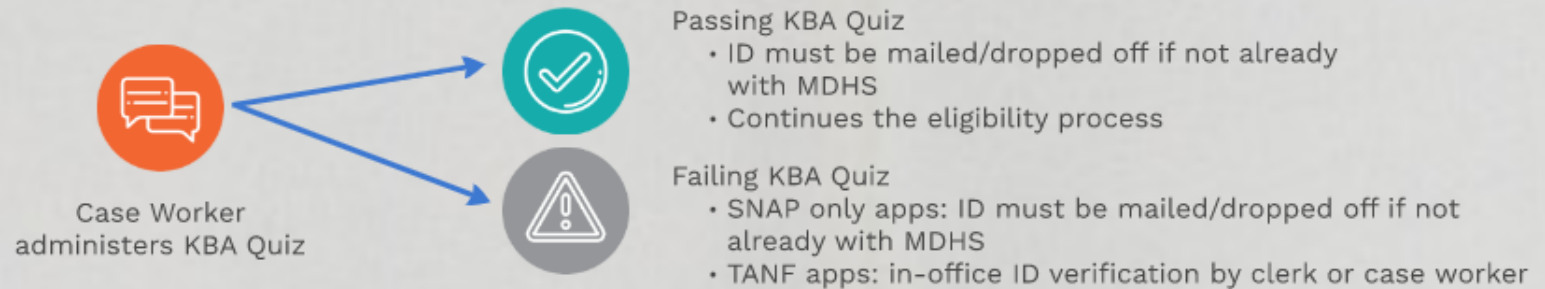 Case Worker
administers KBA Quiz
Passing KBA Quiz
• ID must be mailed/dropped off if not already
with MDHS
• Continues the eligibility process
Failing KBA Quiz
• SNAP only apps: ID must be mailed/dropped off if not
already with MDHS
• TANF apps: in-office ID verification by clerk or case worker